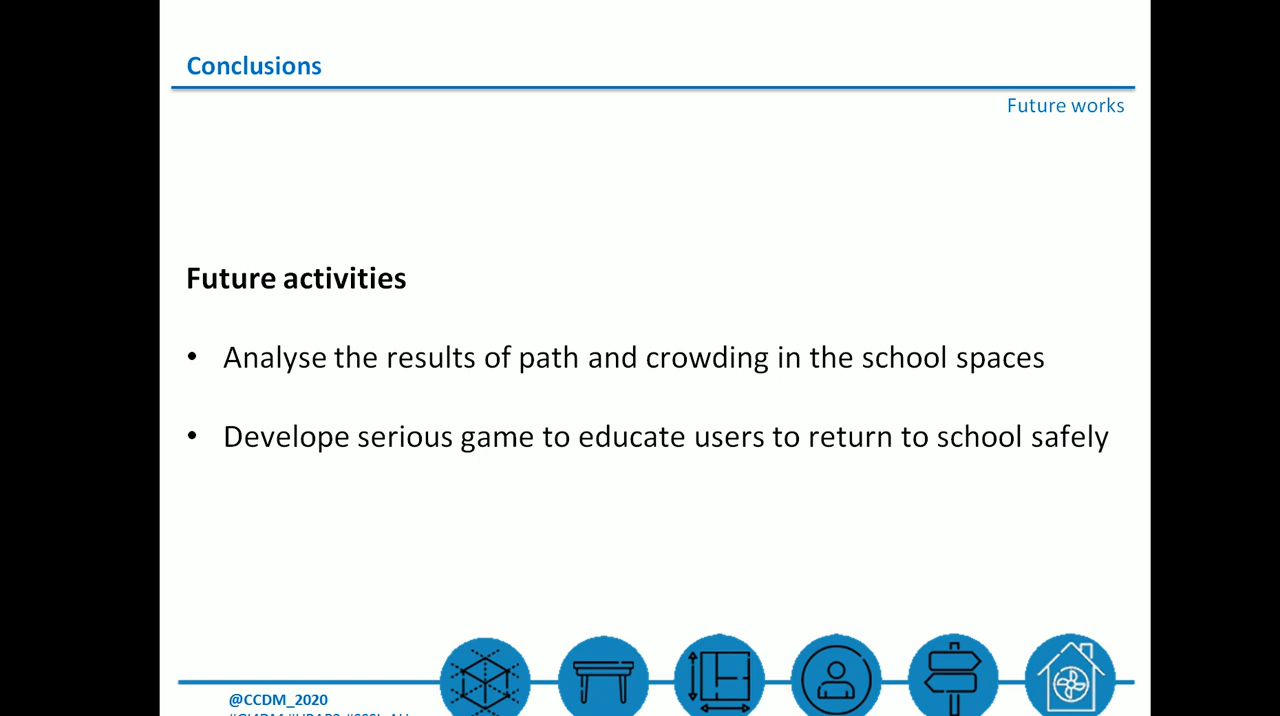 Conclusions
Future works
Future activities
• Analyse the results of path and crowding in the school spaces
• Develope serious game to educate users to return to school safely
@CCDM_2020